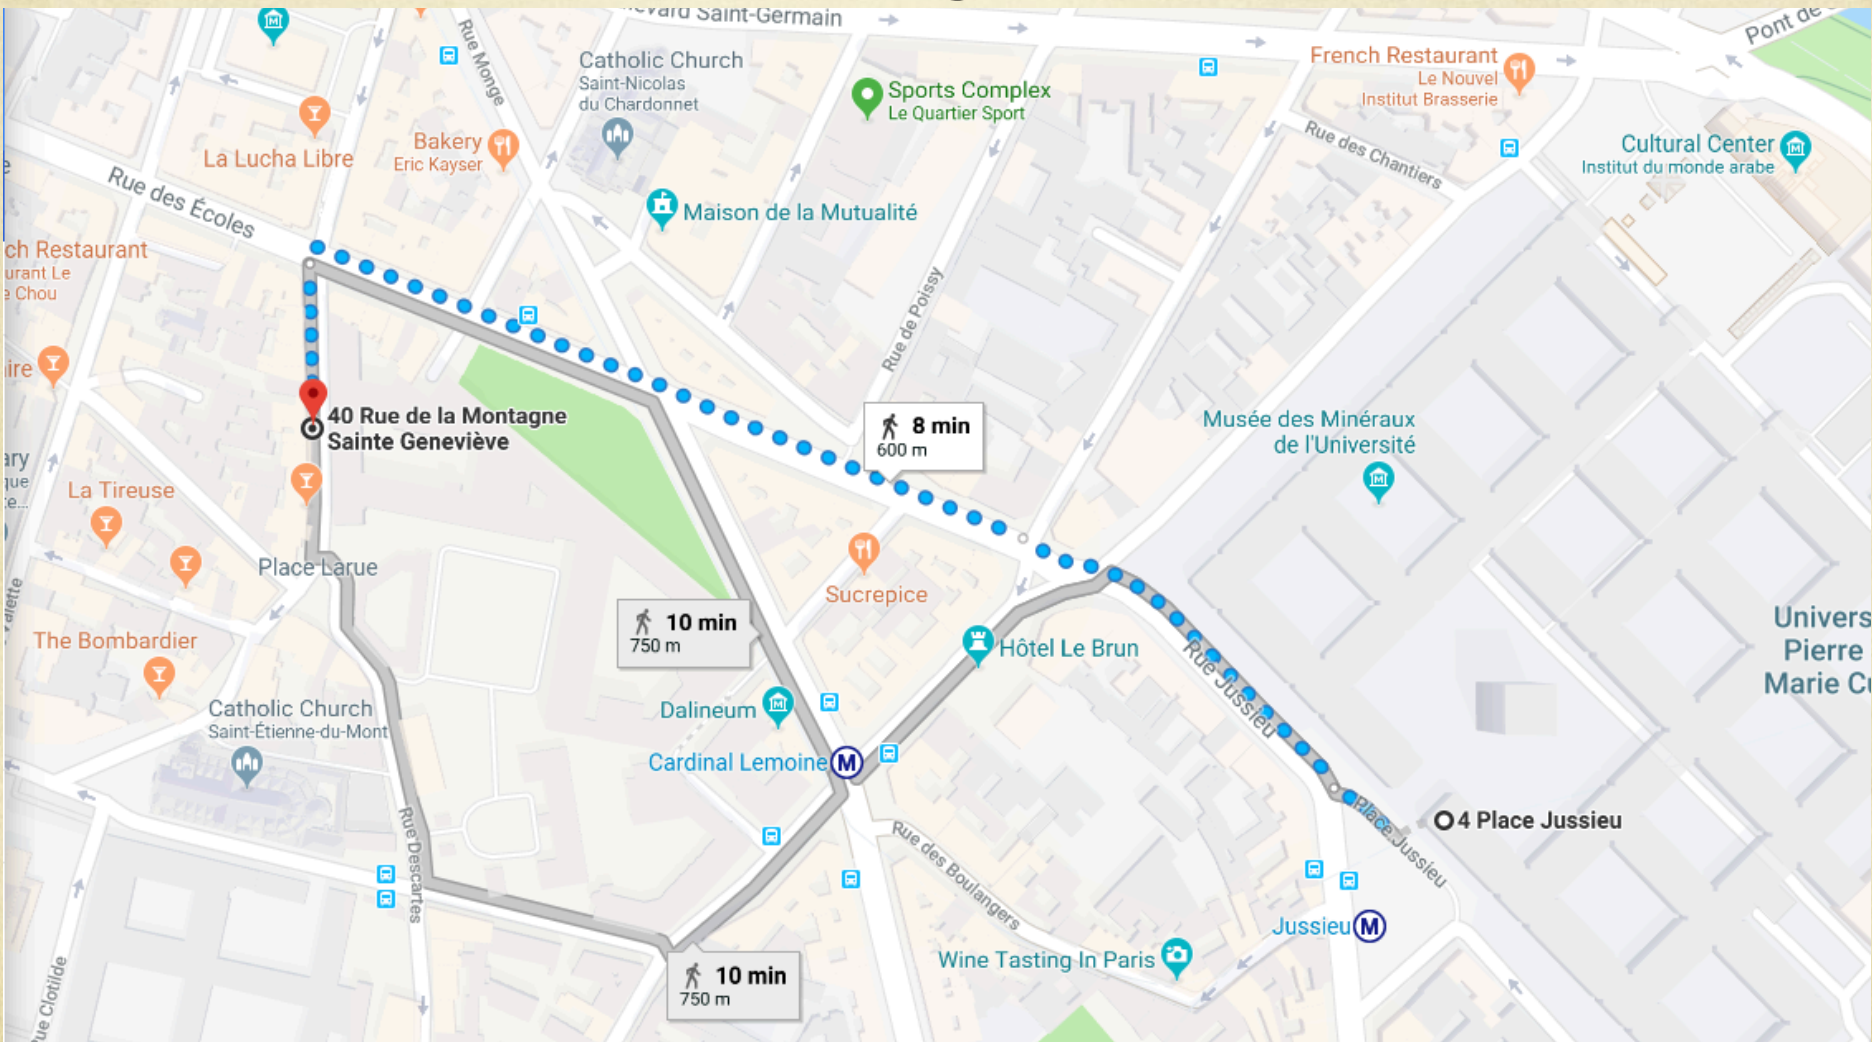 Saint-Germain
Pont de
Rue Monge
Catholic Church
Saint-Nicolas
du Chardonnet
French Restaurant
Le Nouvel
Institut Brasserie
Sports Complex
Le Quartier Sport
La Lucha Libre
Bakery
Eric Kayser
Rue des Chantiers
Cultural Center
Institut du monde arabe
Rue des Écoles
Maison de la Mutualité
ch Restaurant
urant Le
e Chou
Rue de Poissy
aire
40 Rue de la Montagne
Sainte Geneviève
8 min
600 m
Musée des Minéraux
de l'Université
ary
que
e...
La Tireuse
Place Larue
Sucrepice
10 min
750 m
The Bombardier
Hôtel Le Brun
Rue Jussieu
Univers
Pierre
Marie Cu
Valette
Catholic Church
Saint-Étienne-du-Mont
Dalineum
Cardinal Lemoine M
Place Jussieu
4 Place Jussieu
Rue Descartes
Rue des Boulangers
Jussieu M
Wine Tasting In Paris
10 min
750 m
Rue Clotilde